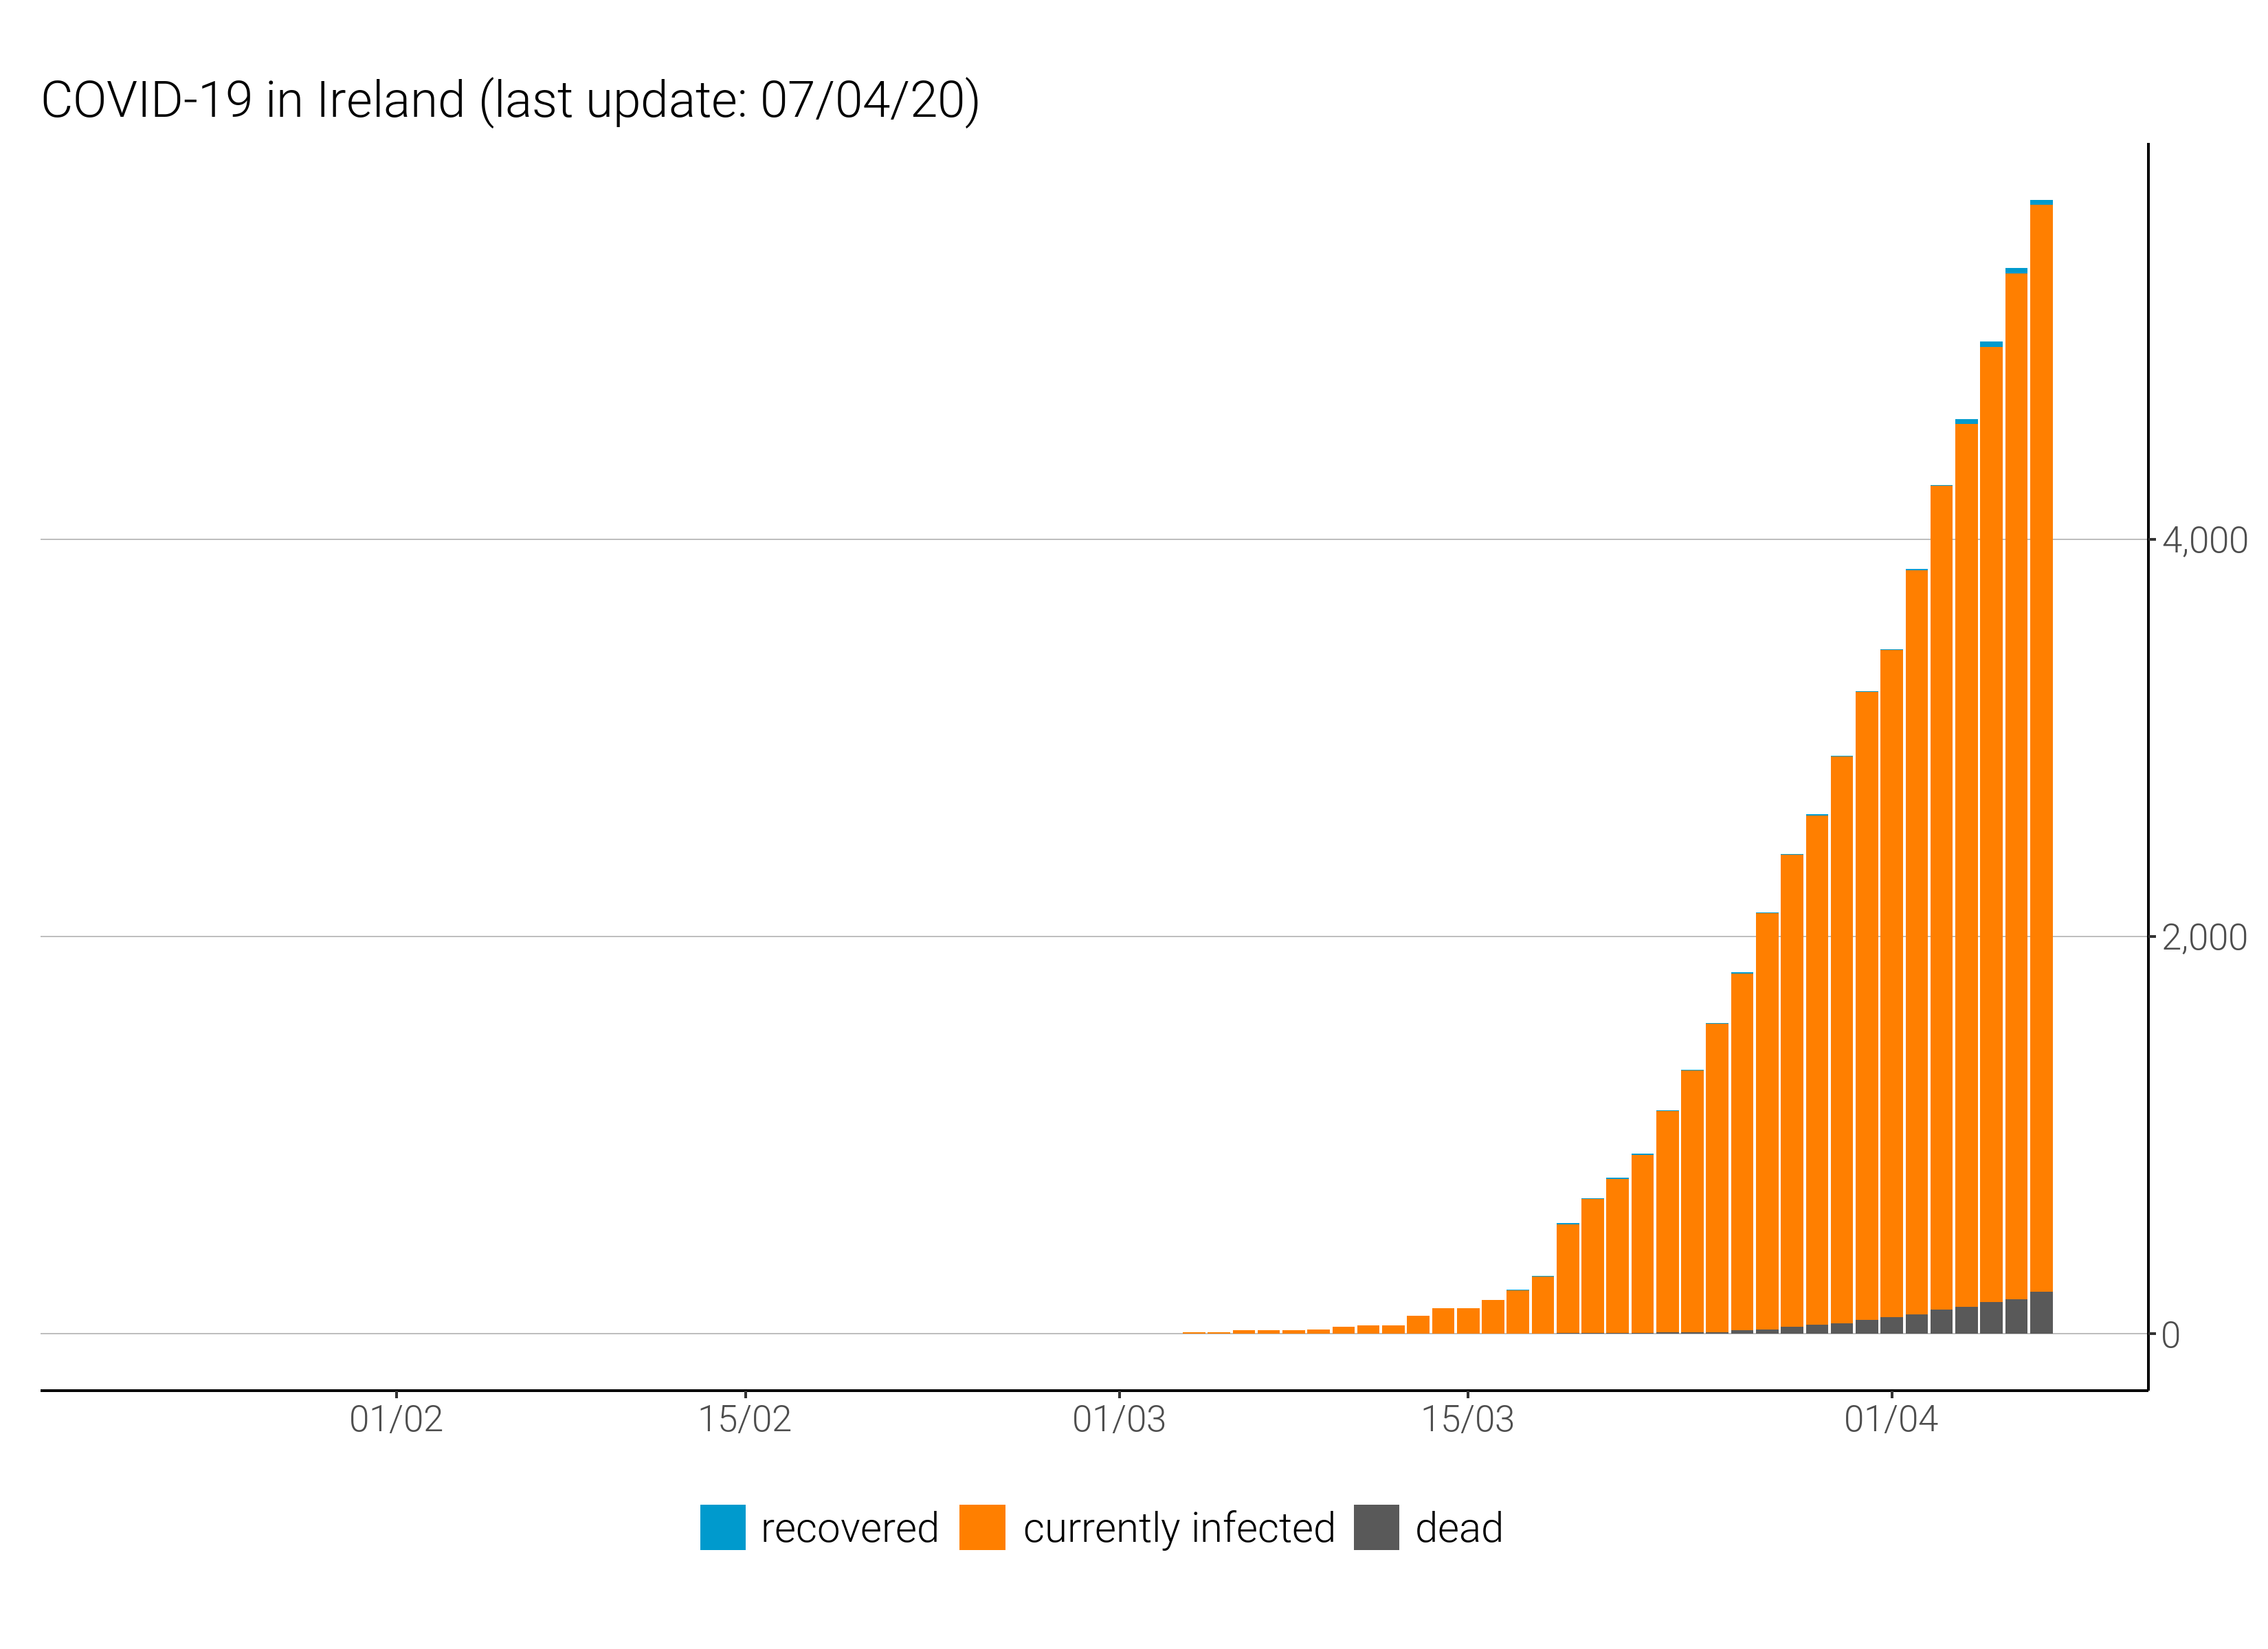 COVID-19 in Ireland (last update: 07/04/20)
4,000
2,000
0
01/02 15/02 01/03 15/03 01/04
recovered currently infected dead